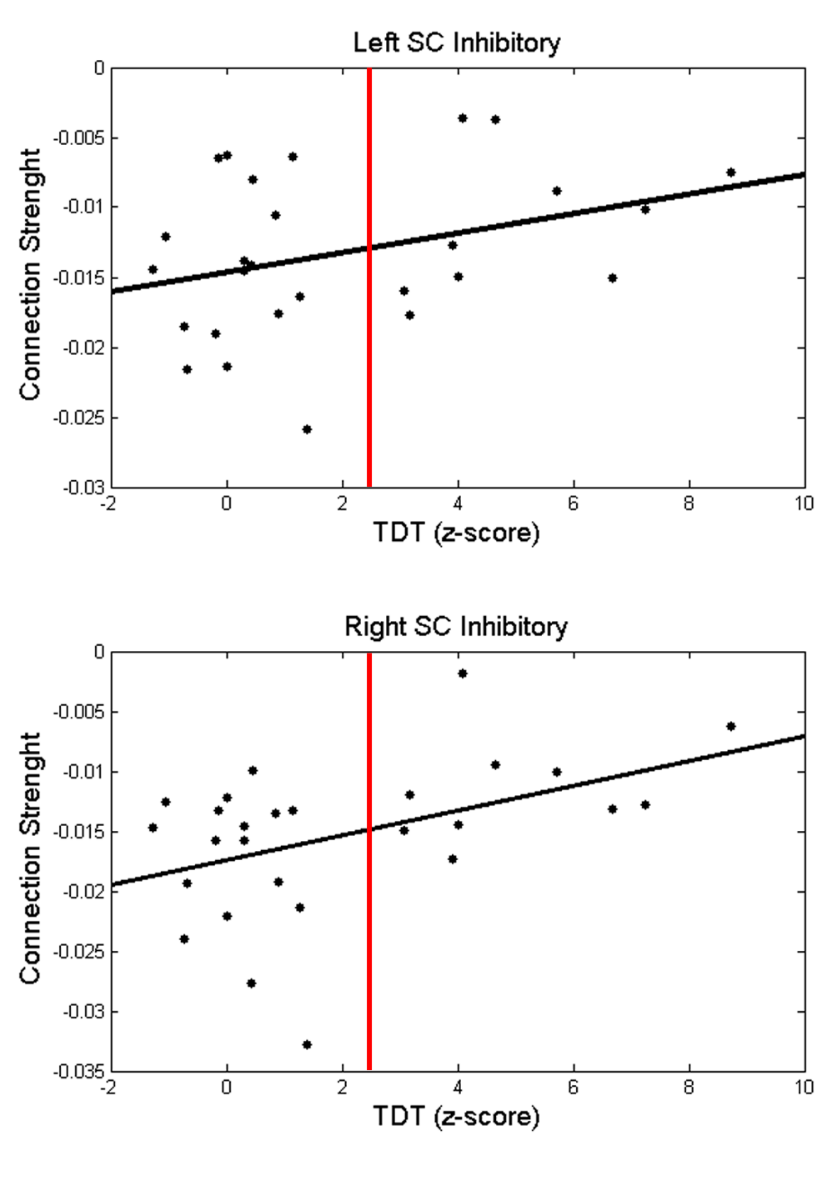 Left SC Inhibitory
0
-0.005
-0.01
-0.015
-0.02
-0.025
-0.03
Connection Strenght
-2 0 2 4 6 8 10
TDT (z-score)
Right SC Inhibitory
0
-0.005
-0.01
-0.015
-0.02
-0.025
-0.03
-0.035
Connection Strenght
-2 0 2 4 6 8 10
TDT (z-score)